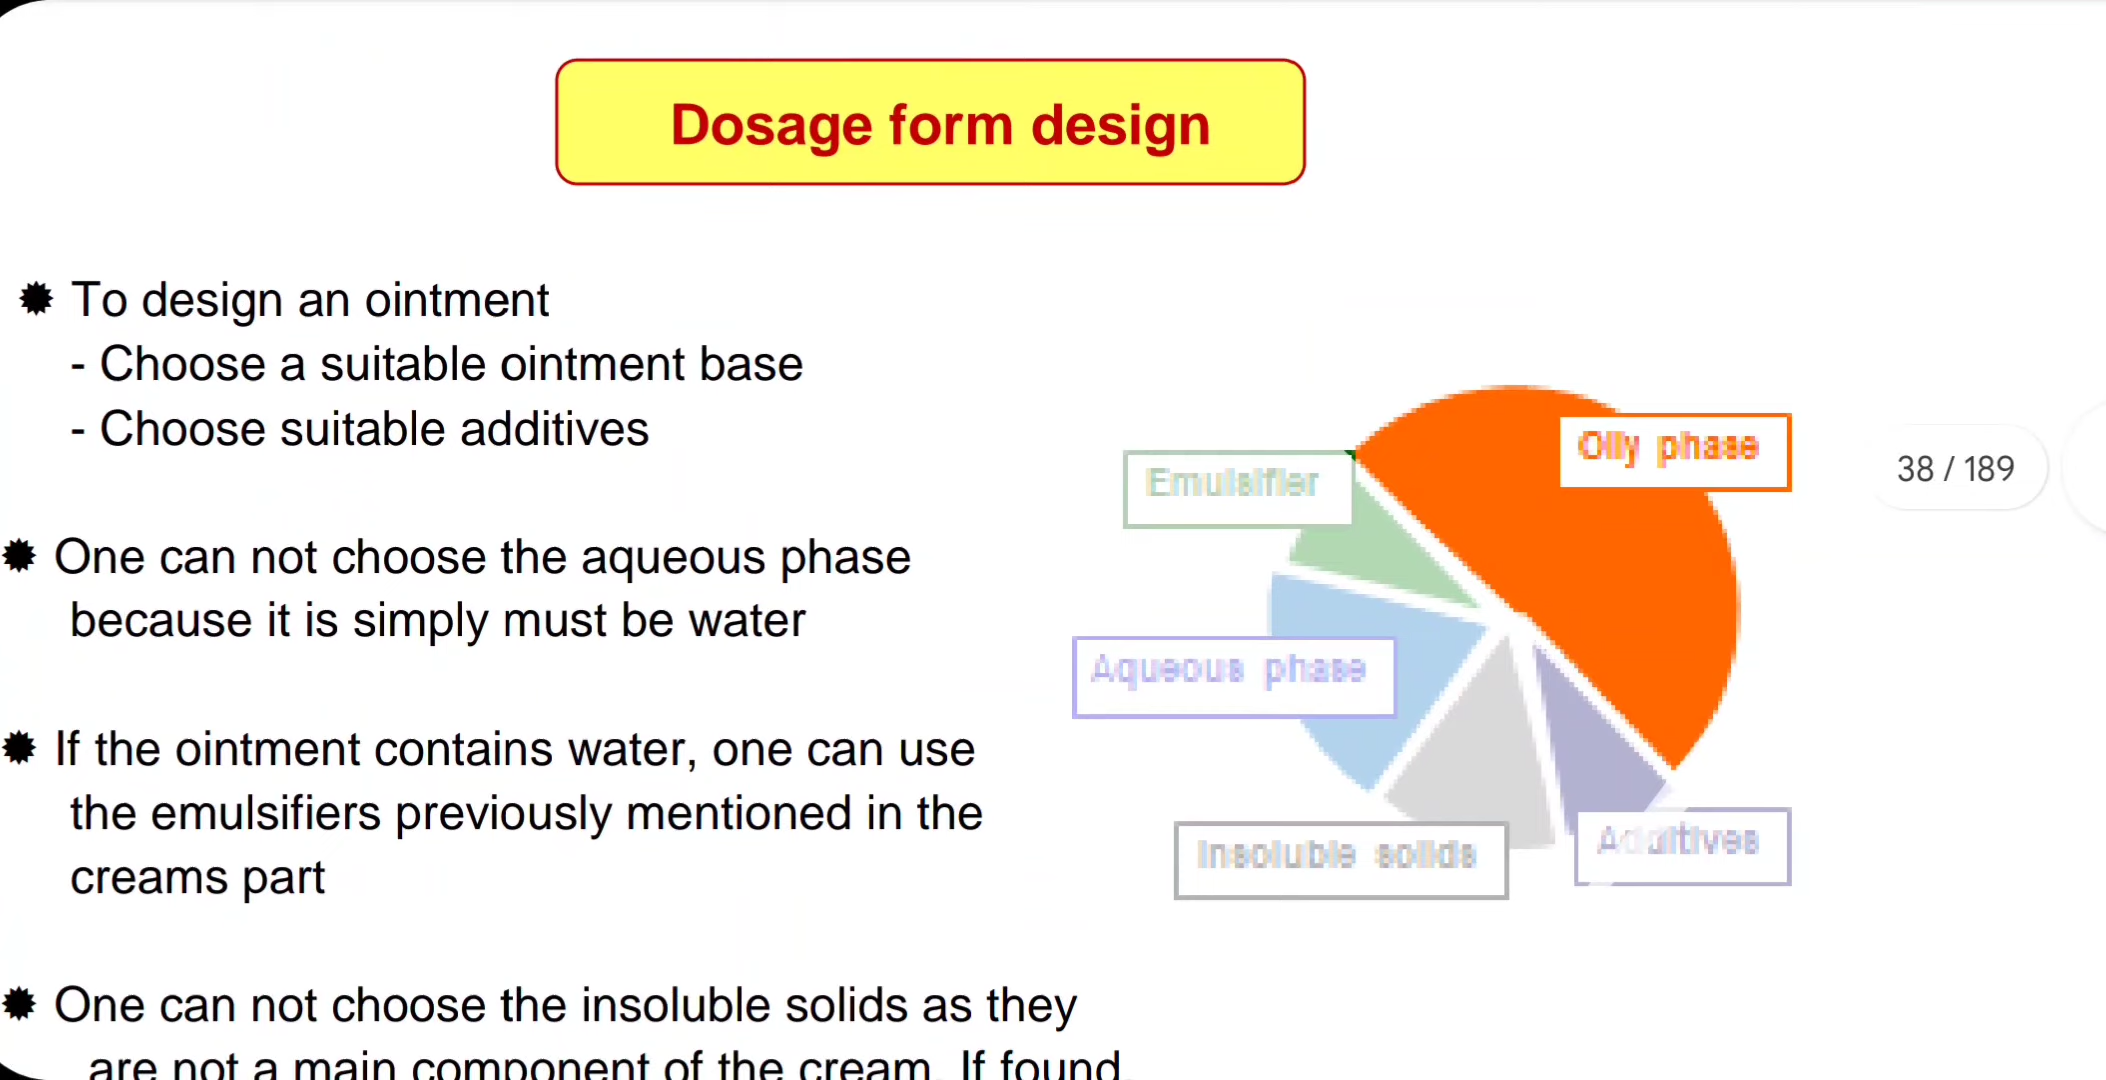 Dosage form design
To design an ointment
- Choose a suitable ointment base
- Choose suitable additives
One can not choose the aqueous phase
because it is simply must be water
If the ointment contains water, one can use
the emulsifiers previously mentioned in the
creams part
One can not choose the insoluble solids as they
are not a main component of the cream. If found,
Oily phase
Emulsifier
Aqueous phase
Insoluble solids
Additives
38 / 189